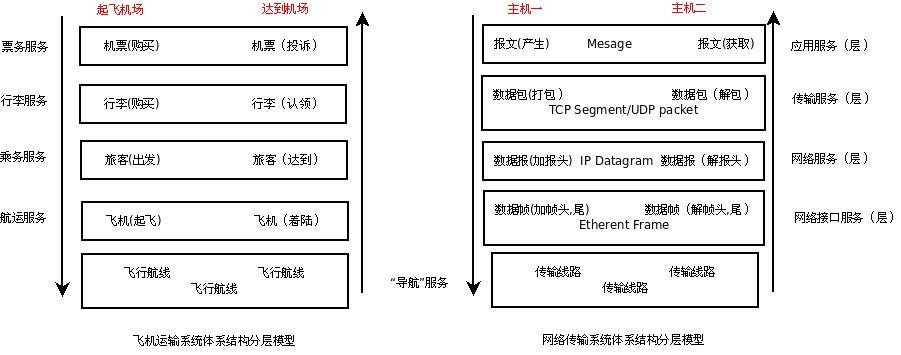 起飞机场 达到机场 主机一 主机二
票务服务 机票(购买) 机票（投诉） 报文(产生) Mesage 报文(获取) 应用服务（层）
行李服务 行李(购买) 行李（认领） 数据包(打包) 数据包（解包） 传输服务（层）
TCP Segment/UDP packet
乘务服务 旅客(出发) 旅客（达到） 数据报(加报头) IP Datagram 数据报（解报头） 网络服务（层）
航运服务 飞机(起飞) 飞机（着陆） 数据帧(加帧头,尾) 数据帧（解帧头,尾） 网络接口服务（层）
Etherent Frame
飞行航线 飞行航线 传输线路 传输线路
飞行航线 “导航”服务 传输线路
飞机运输系统体系结构分层模型 网络传输系统体系结构分层模型